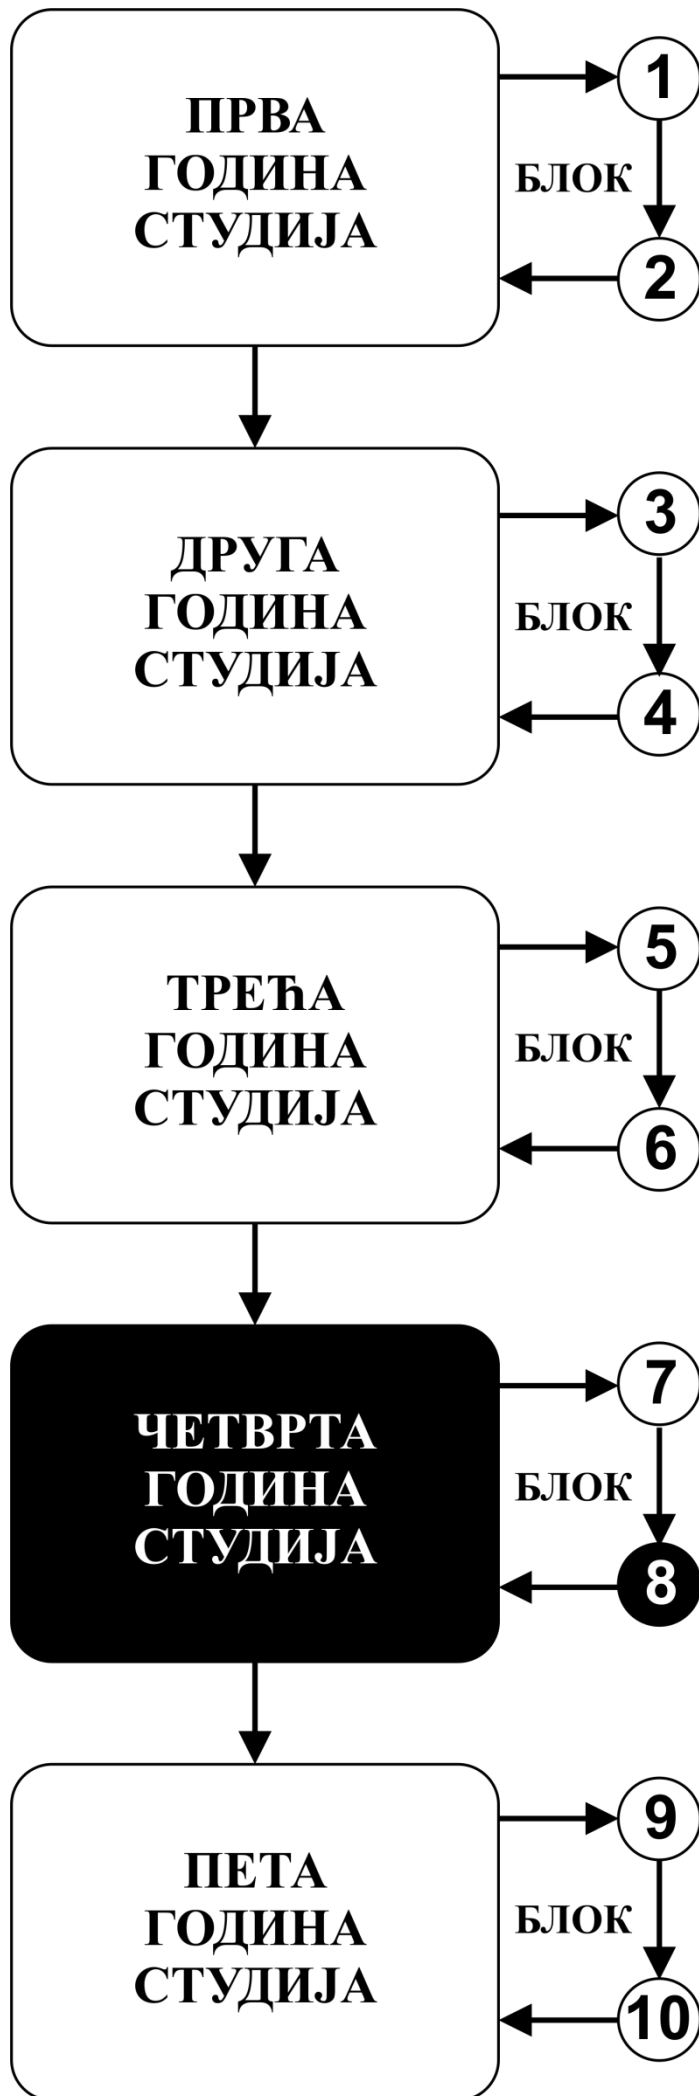 ПРВА
ГОДИНА
СТУДИЈА
1
БЛОК
2
ДРУГА
ГОДИНА
СТУДИЈА
3
БЛОК
4
ТРЕЋА
ГОДИНА
СТУДИЈА
5
БЛОК
6
ЧЕТВРТА
ГОДИНА
СТУДИЈА
7
БЛОК
8
ПЕТА
ГОДИНА
СТУДИЈА
9
БЛОК
10